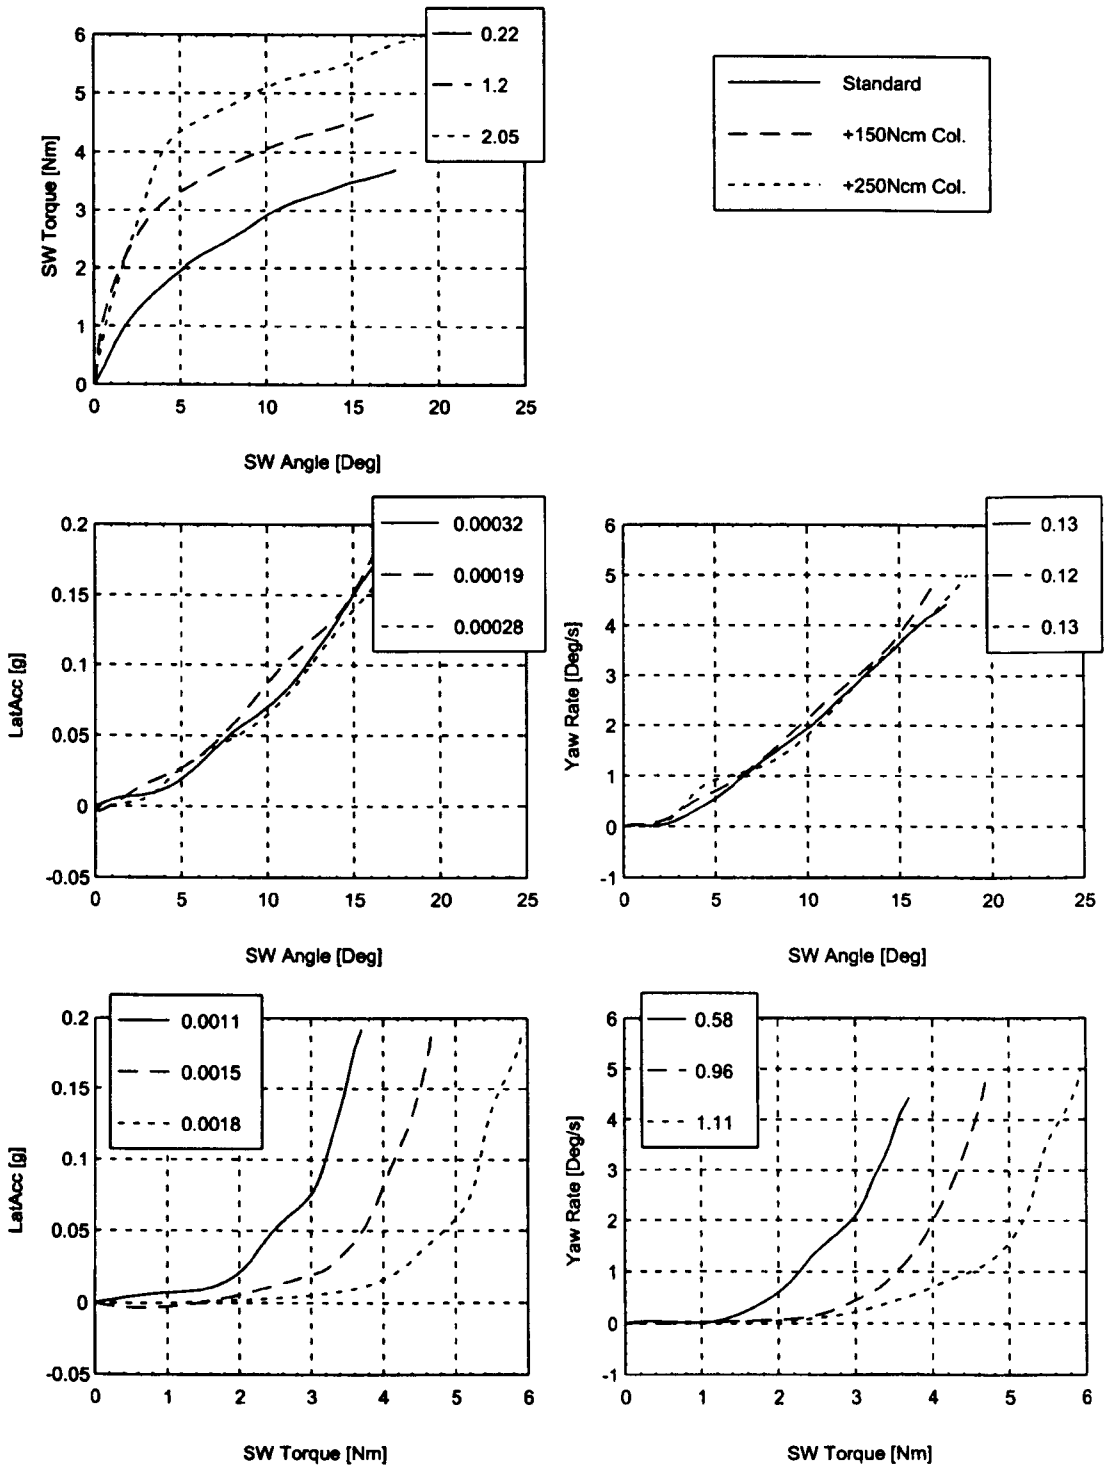 0.22
1.2
2.05
Standard
+150Ncm Col.
+250Ncm Col.
6
5
4
3
2
1
0
SW Torque [Nm]
0 5 10 15 20 25
SW Angle [Deg]
0.00032
0.00019
0.00028
0.2
0.15
0.1
0.05
0
-0.05
LatAcc [g]
0 5 10 15 20 25
SW Angle [Deg]
0.13
0.12
0.13
6
5
4
3
2
1
0
-1
Yaw Rate [Deg/s]
0 5 10 15 20 25
SW Angle [Deg]
0.0011
0.0015
0.0018
0.2
0.15
0.1
0.05
0
-0.05
LatAcc [g]
0 1 2 3 4 5 6
SW Torque [Nm]
0.58
0.96
1.11
6
5
4
3
2
1
0
-1
Yaw Rate [Deg/s]
0 1 2 3 4 5 6
SW Torque [Nm]